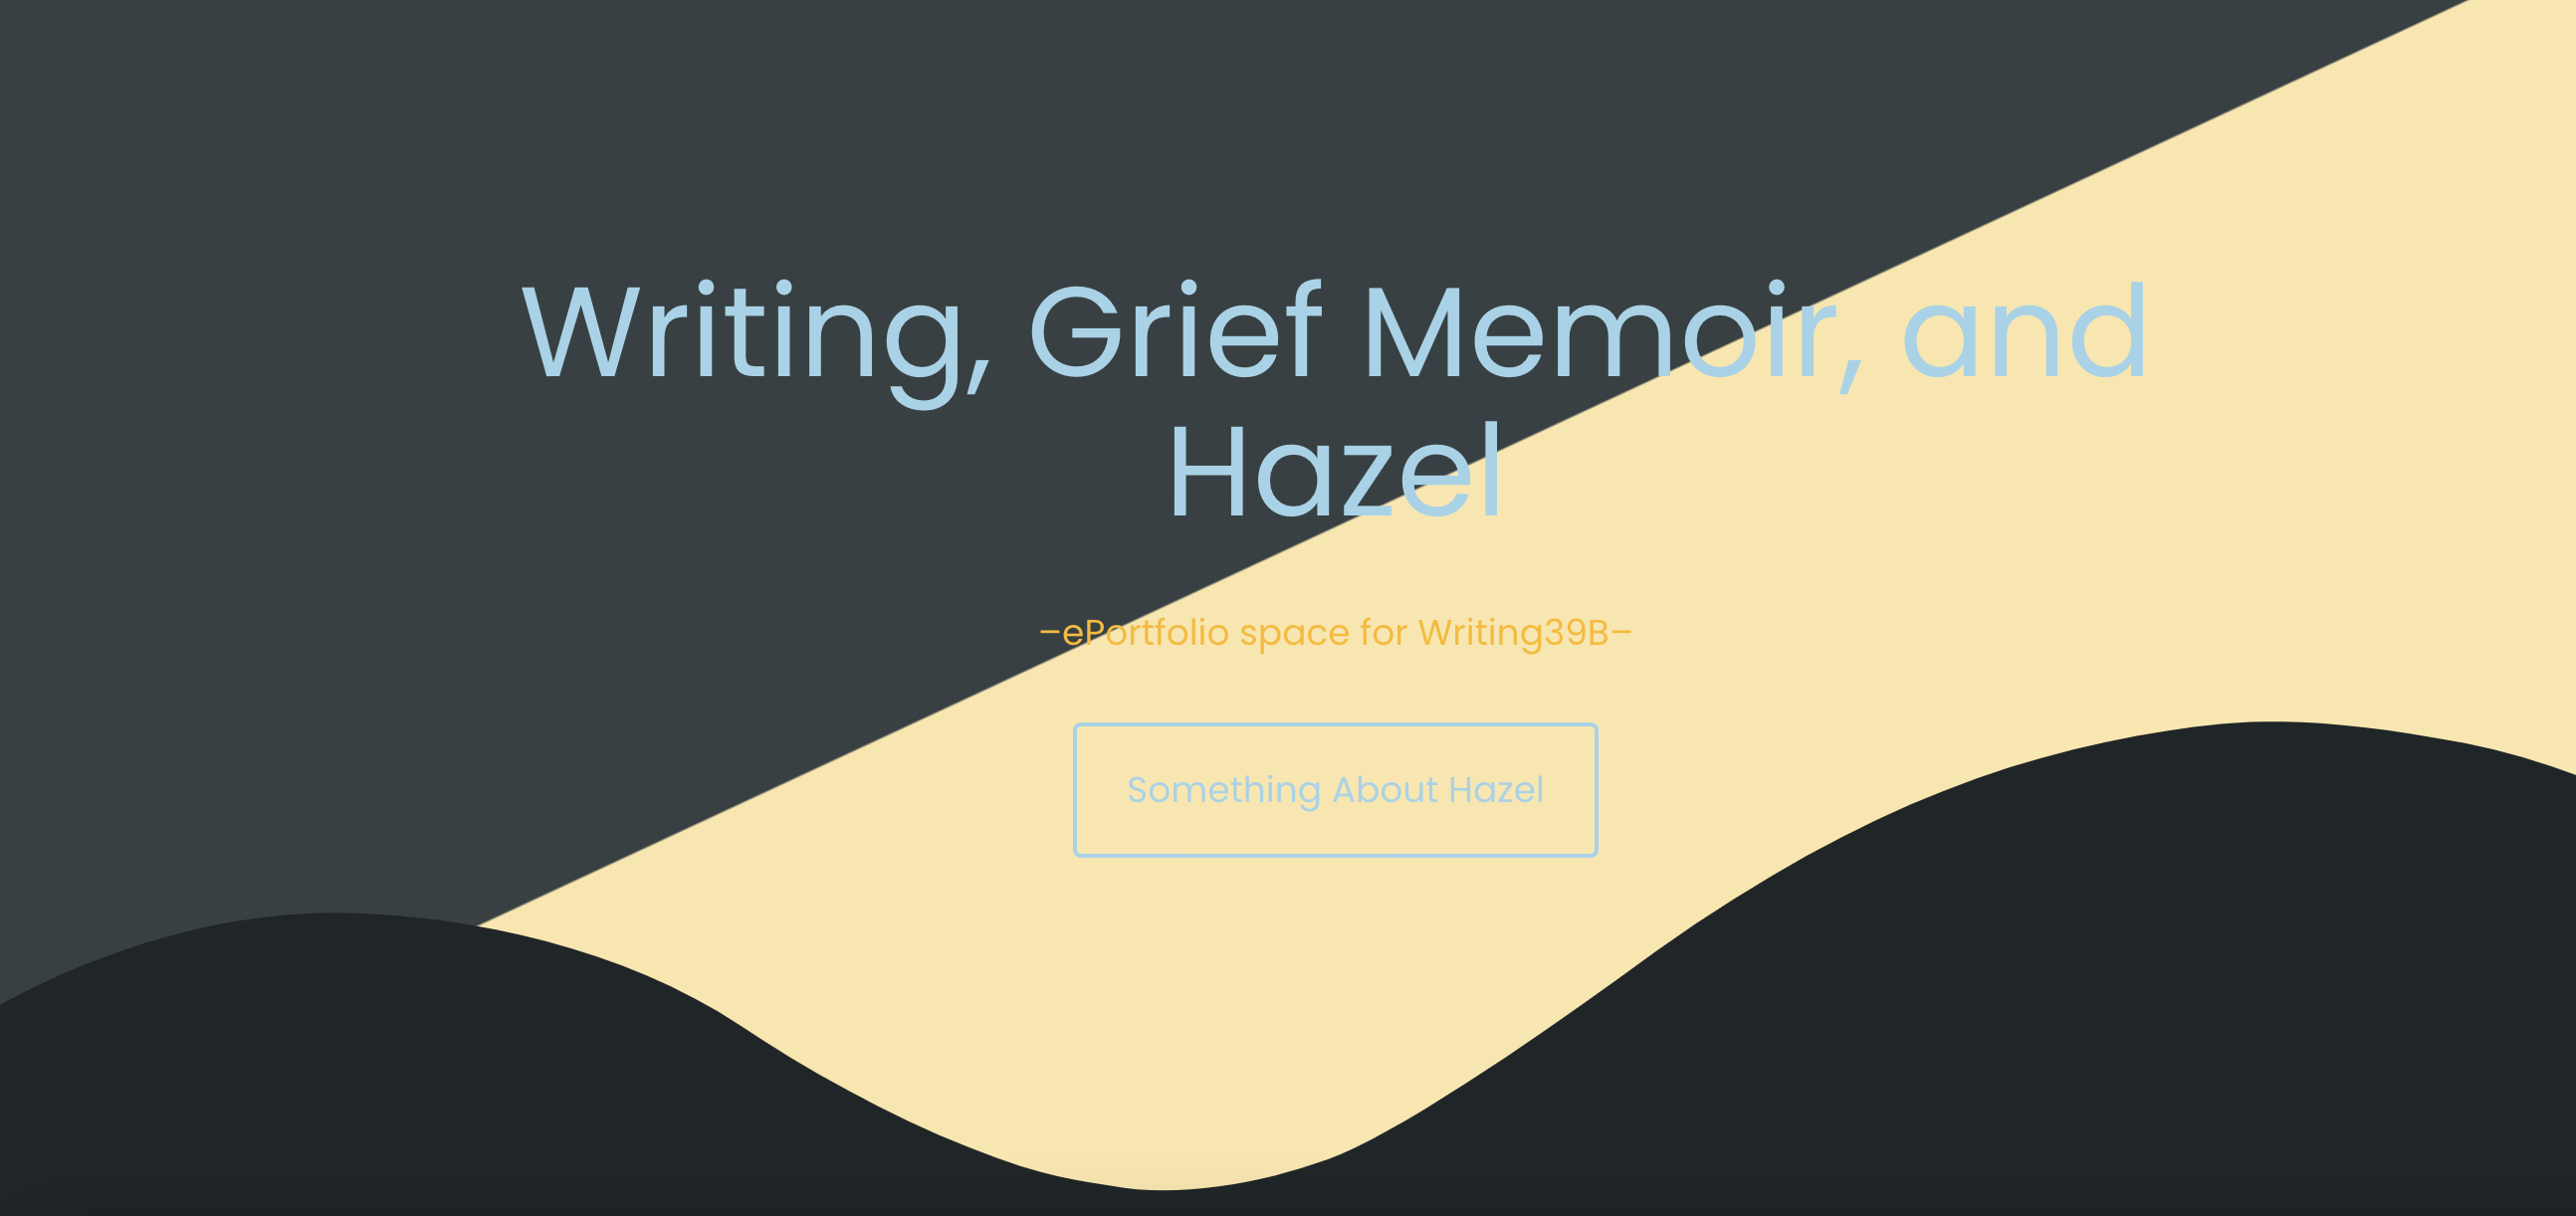 Writing, Grief Memoir, and
Hazel
–ePortfolio space for Writing39B–
Something About Hazel